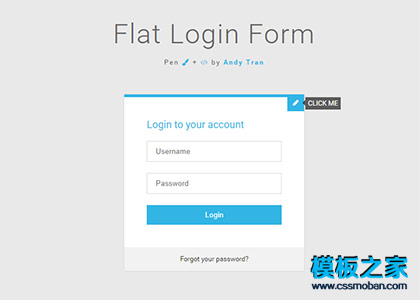 Flat Login Form
Pen + </> by Andy Tran
CLICK ME
Login to your account
Username
Password
Login
Forgot your password?
模板之家
www.cssmoban.com